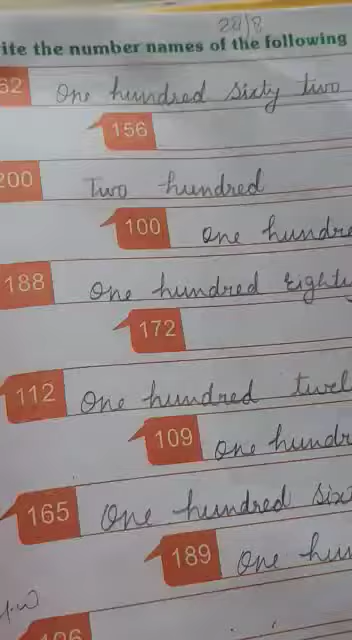 28/8
ite the number names of the following
62 One hundred sixty two
156
200 Two hundred
100 One hundre
188 One hundred eighty
172
112 One hundred twel
109 One hundr
165 One hundred six
189 One hun